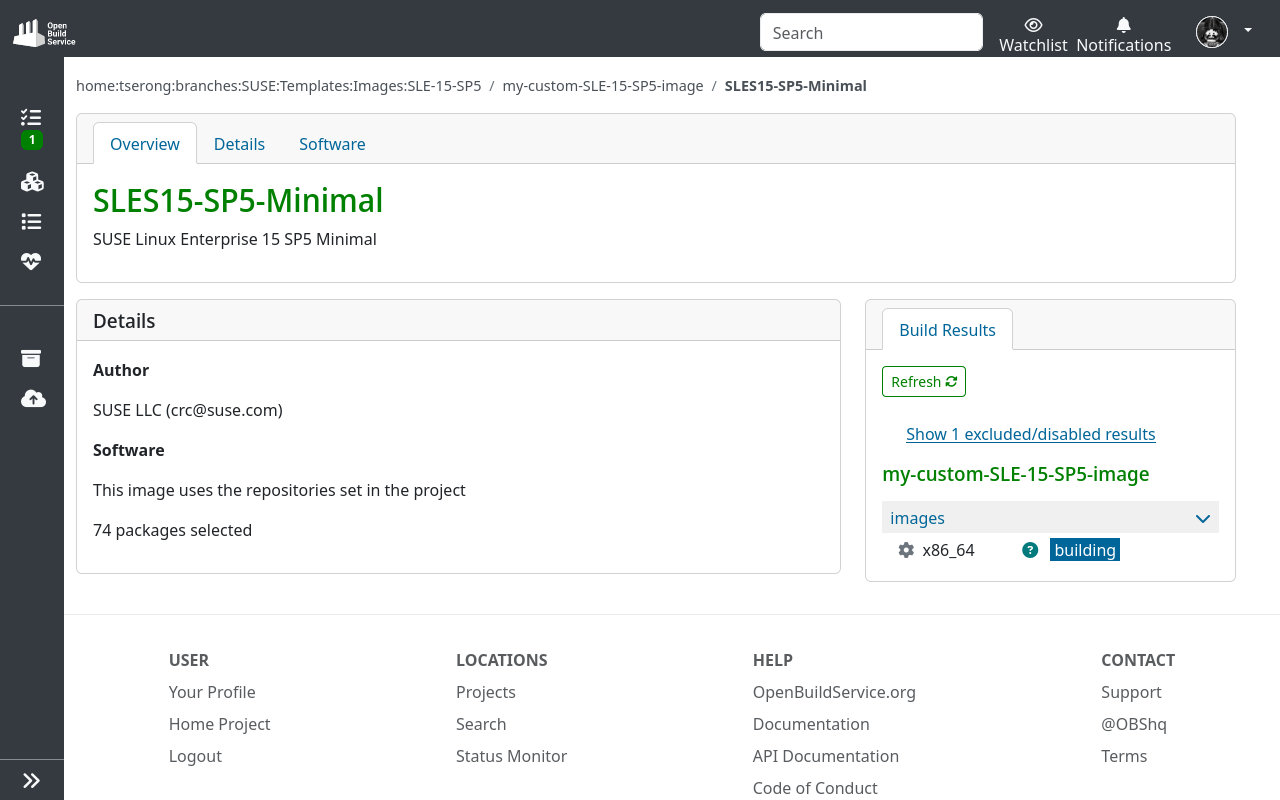 Open Build Service
Search
Watchlist
Notifications
home:tserong:branches:SUSE:Templates:Images:SLE-15-SP5 / my-custom-SLE-15-SP5-image / SLES15-SP5-Minimal
1
Overview
Details
Software
SLES15-SP5-Minimal
SUSE Linux Enterprise 15 SP5 Minimal
Details
Author
SUSE LLC (crc@suse.com)
Software
This image uses the repositories set in the project
74 packages selected
Build Results
Refresh
Show 1 excluded/disabled results
my-custom-SLE-15-SP5-image
images
x86_64 ? building
USER
Your Profile
Home Project
Logout
LOCATIONS
Projects
Search
Status Monitor
HELP
OpenBuildService.org
Documentation
API Documentation
Code of Conduct
CONTACT
Support
@OBShq
Terms